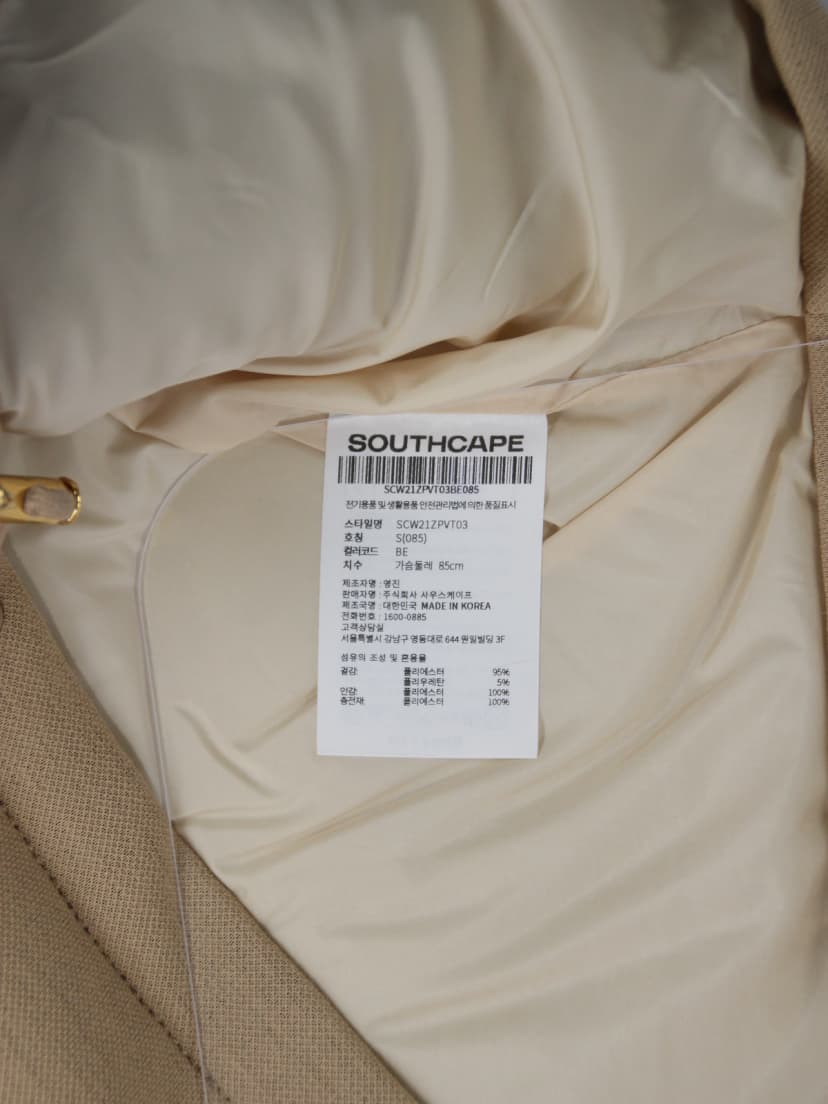 SOUTHCAPE
SCW21ZPVT03BE085
전기용품 및 생활용품 안전관리법에 의한 품질표시
스타일명 SCW21ZPVT03
호칭 S(085)
컬러코드 BE
치수 가슴둘레 85cm
제조자명 : 영진
판매자명 : 주식회사 사우스케이프
제조국명 : 대한민국 MADE IN KOREA
전화번호 : 1600-0885
고객상담실
서울특별시 강남구 영동대로 644 원일빌딩 3F
섬유의 조성 및 혼용율
겉감: 폴리에스터 95%
폴리우레탄 5%
안감: 폴리에스터 100%
충전재: 폴리에스터 100%